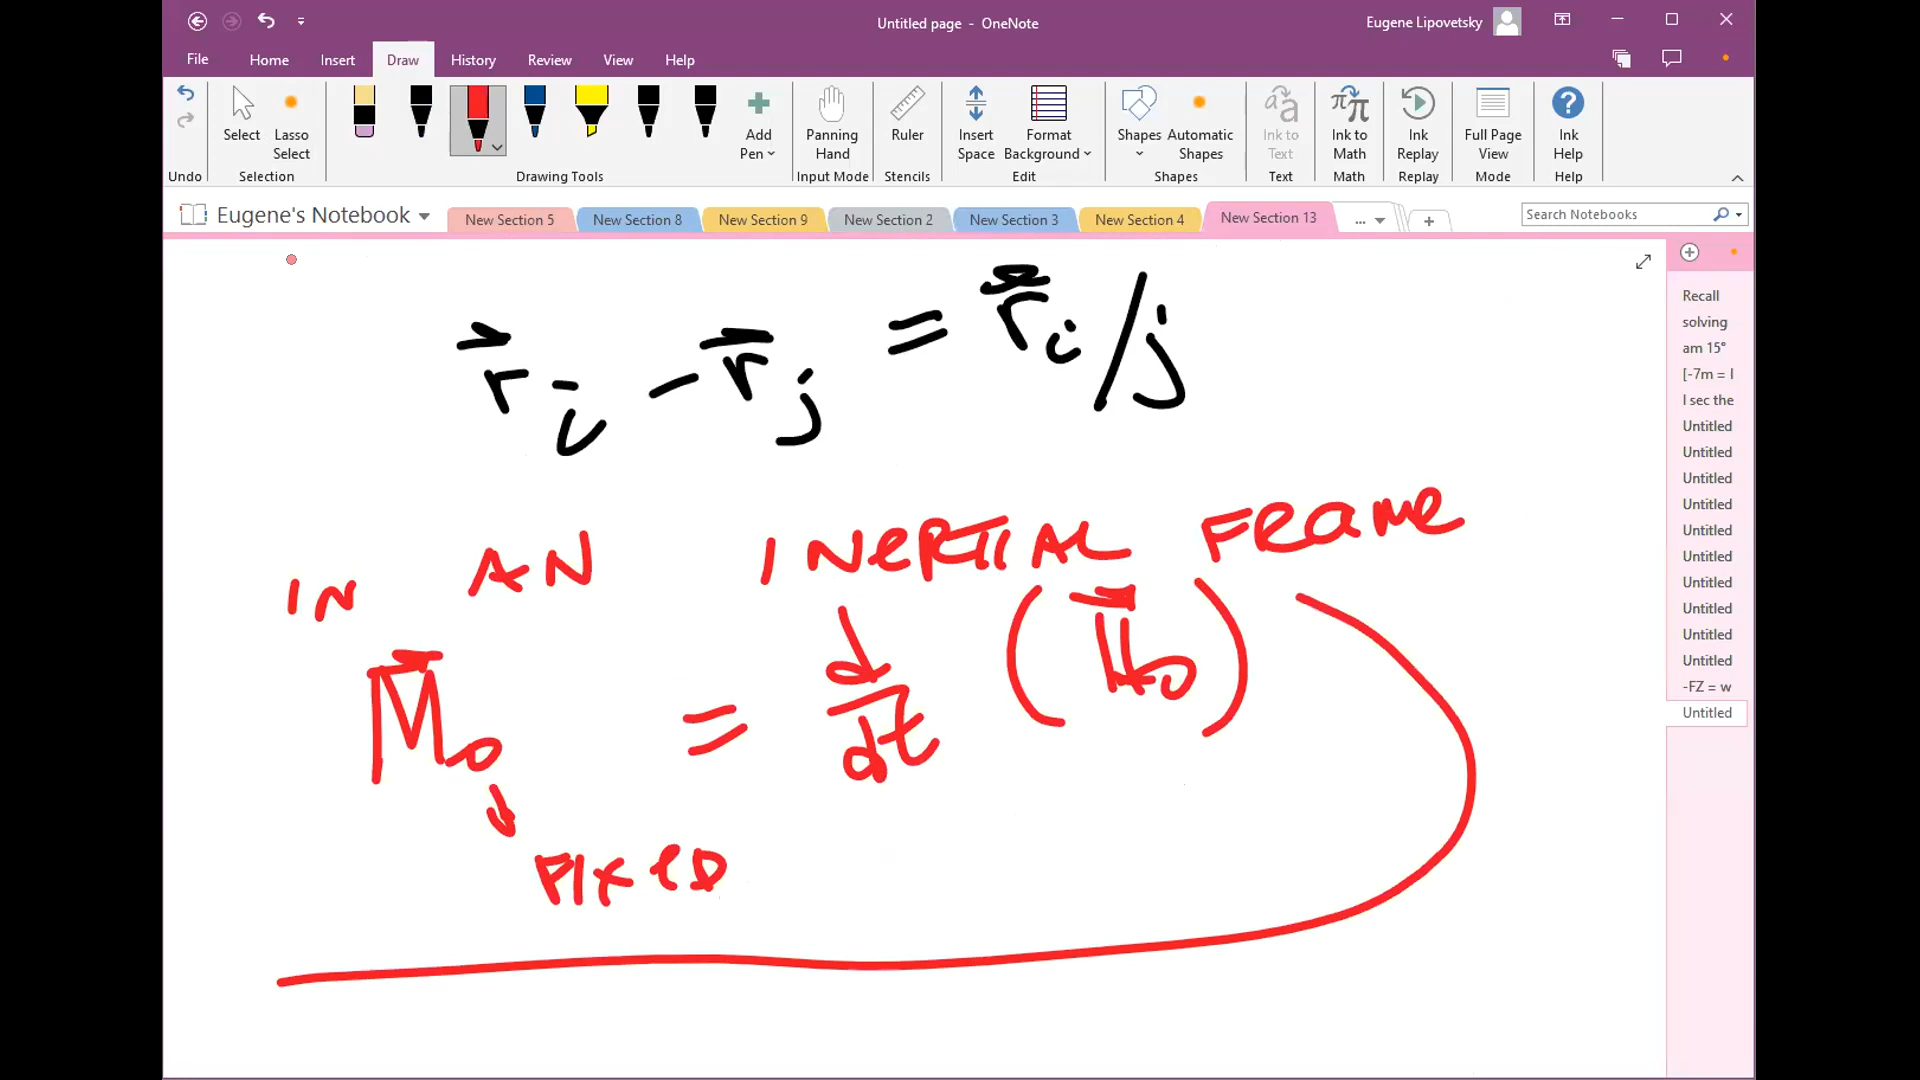 Untitled page - OneNote
Eugene Lipovetsky
File Home Insert Draw History Review View Help
Select
Lasso Select
Add Pen
Panning Hand
Ruler
Insert Space
Format Background
Shapes
Automatic Shapes
Ink to Text
Ink to Math
Ink Replay
Full Page View
Ink Help
Undo Selection Drawing Tools Input Mode Stencils Edit Shapes Text Math Replay Mode Help
Eugene's Notebook
New Section 5 New Section 8 New Section 9 New Section 2 New Section 3 New Section 4 New Section 13 ... +
Search Notebooks
Recall
solving
am 15°
[-7m = I
I sec the
Untitled
Untitled
Untitled
Untitled
Untitled
Untitled
Untitled
Untitled
Untitled
Untitled
-FZ = w
Untitled
r⃗ i - r⃗ j = r⃗ i/j
IN AN INERTIAL FRAME
M⃗o = d/dt (H⃗o)
FIXED